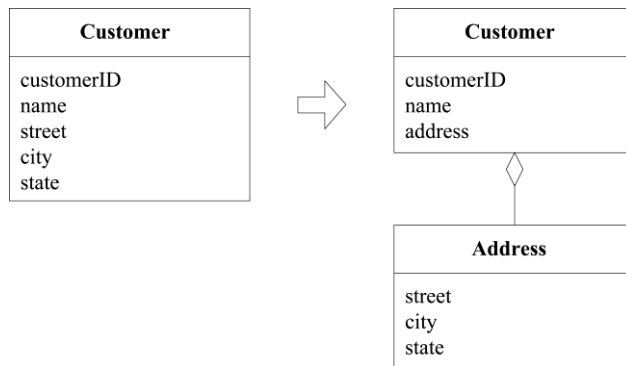 Customer
customerID
name
street
city
state
Customer
customerID
name
address
Address
street
city
state